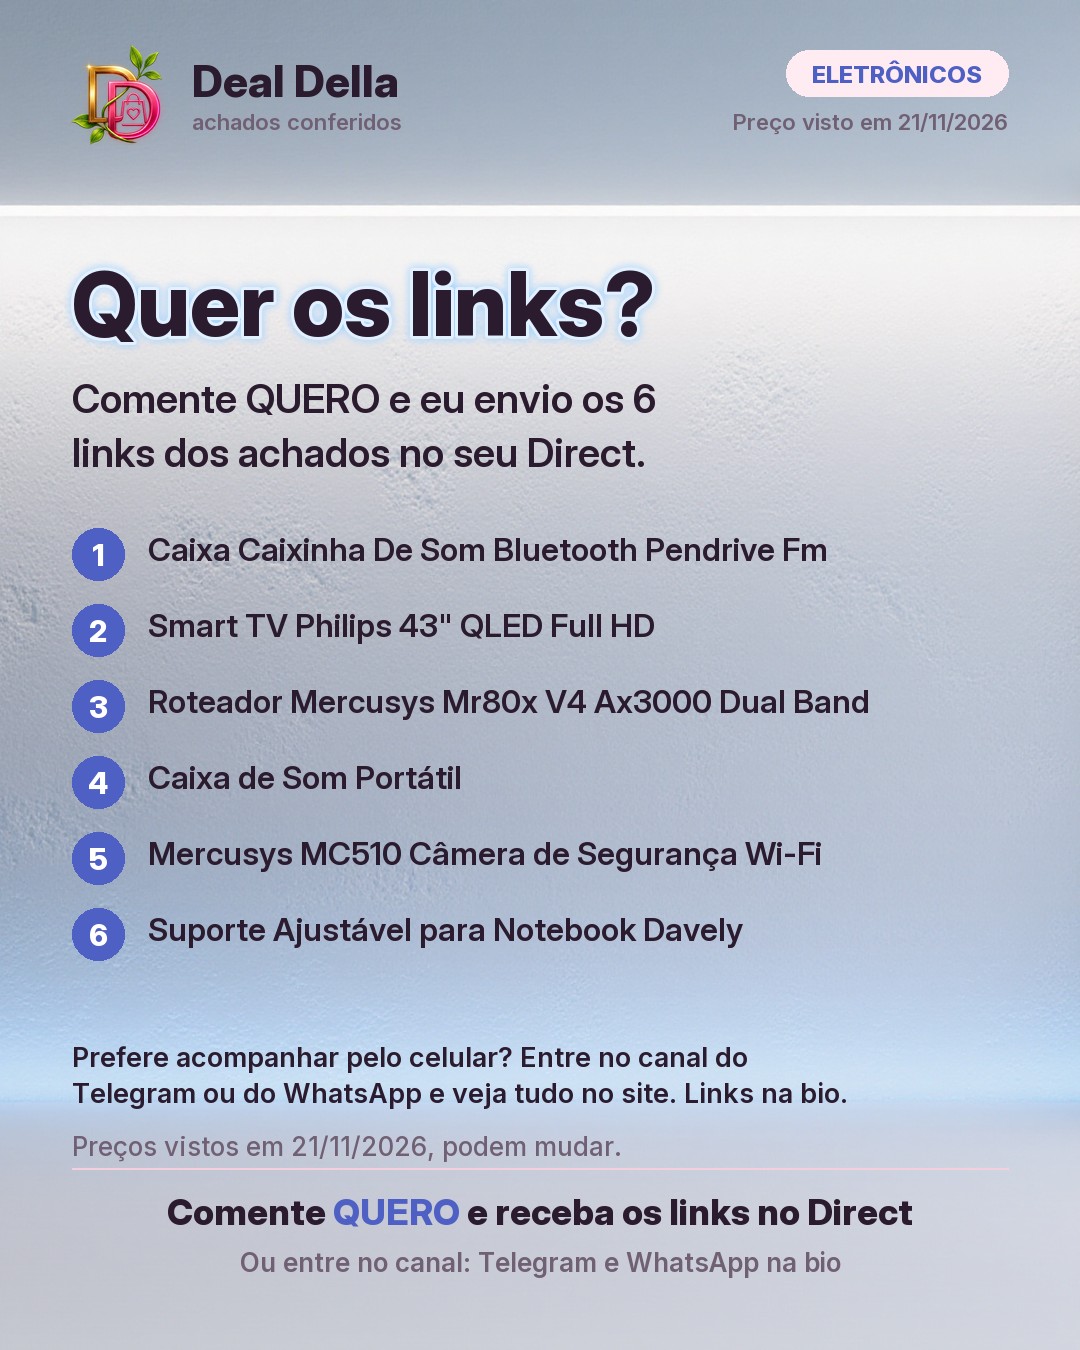 Deal Della
achados conferidos
ELETRÔNICOS
Preço visto em 21/11/2026
Quer os links?
Comente QUERO e eu envio os 6
links dos achados no seu Direct.
1 Caixa Caixinha De Som Bluetooth Pendrive Fm
2 Smart TV Philips 43" QLED Full HD
3 Roteador Mercusys Mr80x V4 Ax3000 Dual Band
4 Caixa de Som Portátil
5 Mercusys MC510 Câmera de Segurança Wi-Fi
6 Suporte Ajustável para Notebook Davely
Prefere acompanhar pelo celular? Entre no canal do
Telegram ou do WhatsApp e veja tudo no site. Links na bio.
Preços vistos em 21/11/2026, podem mudar.
Comente QUERO e receba os links no Direct
Ou entre no canal: Telegram e WhatsApp na bio